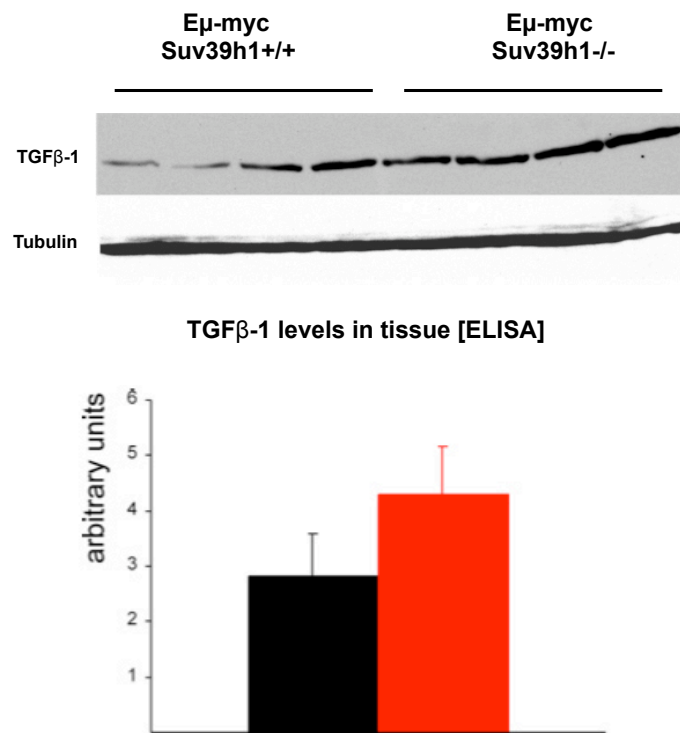 Eμ-myc
Suv39h1+/+
Eμ-myc
Suv39h1-/-
TGFβ-1
Tubulin
TGFβ-1 levels in tissue [ELISA]
arbitrary units
6
5
4
3
2
1